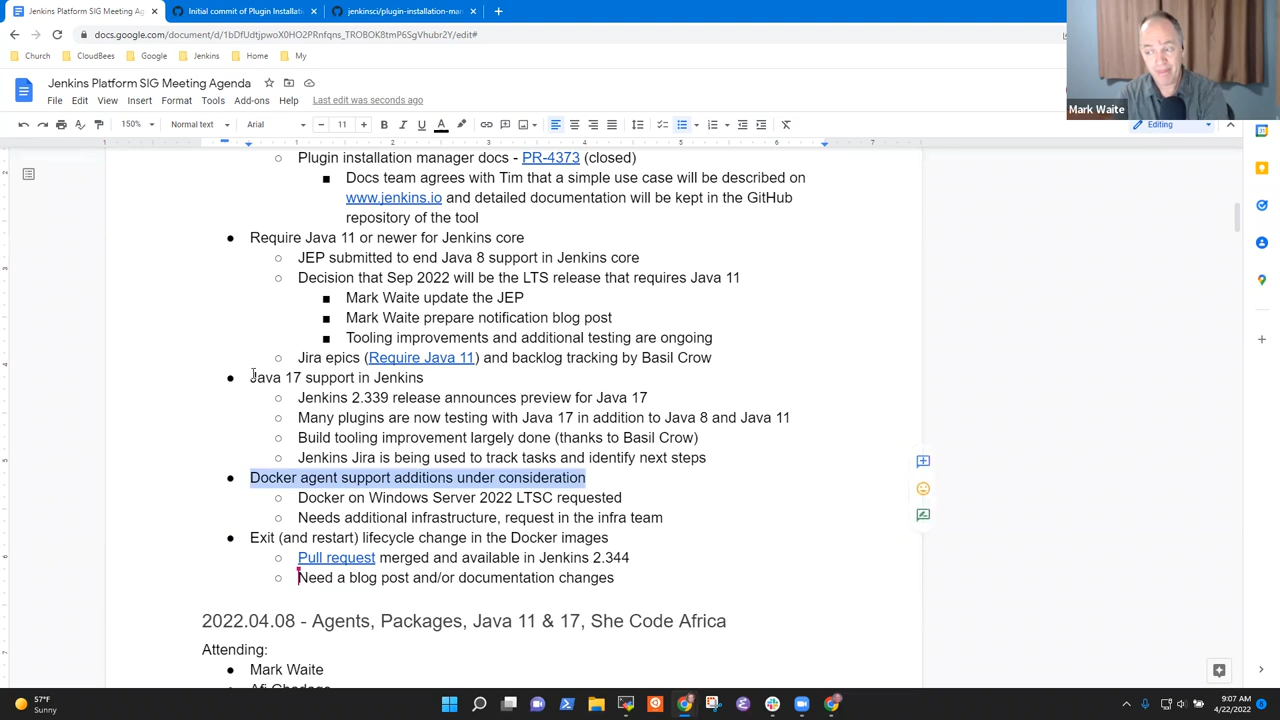 Jenkins Platform SIG Meeting Ag
Initial commit of Plugin Installatio
jenkinsci/plugin-installation-man
docs.google.com/document/d/1bDfUdtjpwoX0HO2PRnfqns_TROBOK8tmP6SgVhubr2Y/edit#
Church
CloudBees
Google
Jenkins
Home
My
Jenkins Platform SIG Meeting Agenda
File Edit View Insert Format Tools Add-ons Help Last edit was seconds ago
150% Normal text Arial 11 Editing
Mark Waite
Plugin installation manager docs - PR-4373 (closed)
Docs team agrees with Tim that a simple use case will be described on
www.jenkins.io and detailed documentation will be kept in the GitHub
repository of the tool
Require Java 11 or newer for Jenkins core
JEP submitted to end Java 8 support in Jenkins core
Decision that Sep 2022 will be the LTS release that requires Java 11
Mark Waite update the JEP
Mark Waite prepare notification blog post
Tooling improvements and additional testing are ongoing
Jira epics (Require Java 11) and backlog tracking by Basil Crow
Java 17 support in Jenkins
Jenkins 2.339 release announces preview for Java 17
Many plugins are now testing with Java 17 in addition to Java 8 and Java 11
Build tooling improvement largely done (thanks to Basil Crow)
Jenkins Jira is being used to track tasks and identify next steps
Docker agent support additions under consideration
Docker on Windows Server 2022 LTSC requested
Needs additional infrastructure, request in the infra team
Exit (and restart) lifecycle change in the Docker images
Pull request merged and available in Jenkins 2.344
Need a blog post and/or documentation changes
2022.04.08 - Agents, Packages, Java 11 & 17, She Code Africa
Attending:
Mark Waite
57°F
Sunny
9:07 AM
4/22/2022